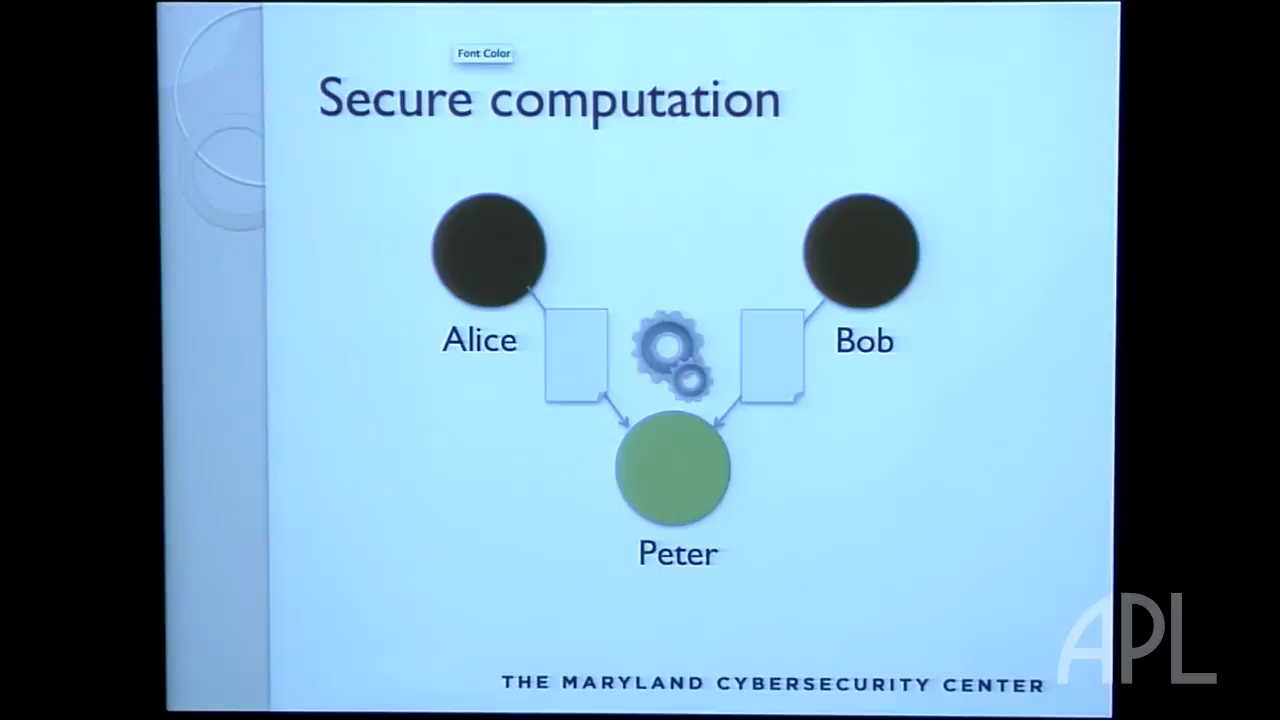 Font Color
Secure computation
Alice
Bob
Peter
THE MARYLAND CYBERSECURITY CENTER
APL